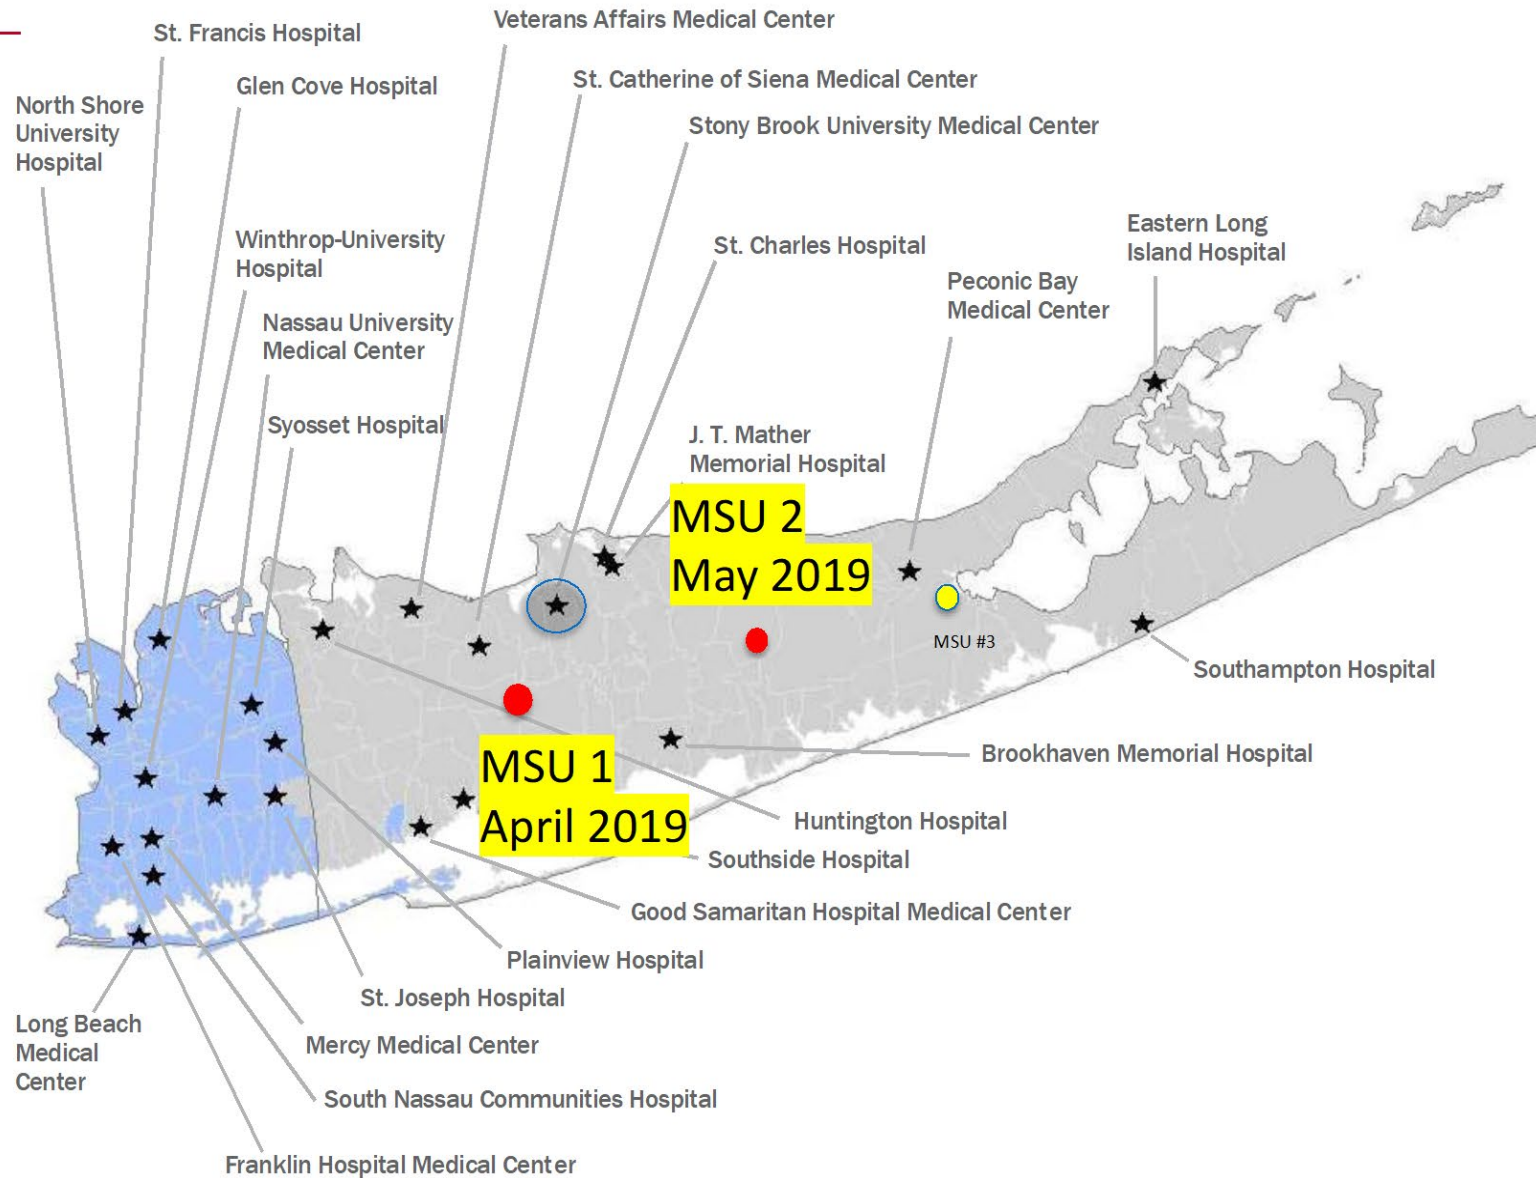 St. Francis Hospital
Veterans Affairs Medical Center
Glen Cove Hospital
St. Catherine of Siena Medical Center
North Shore
University
Hospital
Stony Brook University Medical Center
Winthrop-University
Hospital
St. Charles Hospital
Eastern Long
Island Hospital
Peconic Bay
Medical Center
Nassau University
Medical Center
Syosset Hospital
J. T. Mather
Memorial Hospital
MSU 2
May 2019
MSU #3
Southampton Hospital
Brookhaven Memorial Hospital
MSU 1
April 2019
Huntington Hospital
Southside Hospital
Good Samaritan Hospital Medical Center
Plainview Hospital
St. Joseph Hospital
Long Beach
Medical
Center
Mercy Medical Center
South Nassau Communities Hospital
Franklin Hospital Medical Center